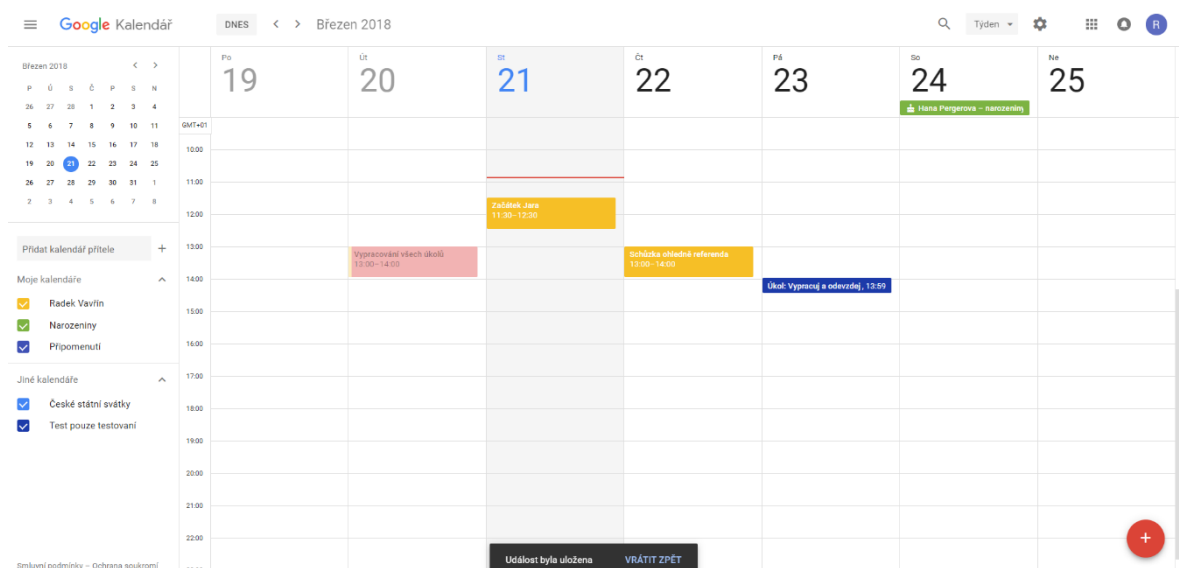 Google Kalendář
DNES
Březen 2018
Týden
R
Březen 2018
P Ú S Č P S N
26 27 28 1 2 3 4
5 6 7 8 9 10 11
12 13 14 15 16 17 18
19 20 21 22 23 24 25
26 27 28 29 30 31 1
2 3 4 5 6 7 8
Přidat kalendář přítele +
Moje kalendáře
Radek Vavřín
Narozeniny
Připomenutí
Jiné kalendáře
České státní svátky
Test pouze testovaní
Smluvní podmínky – Ochrana soukromí
Po Út St Čt Pá So Ne
19 20 21 22 23 24 25
Hana Pergerova – narozeniny
GMT+01
10:00
11:00
Začátek Jara
11:30–12:30
12:00
13:00
Vypracování všech úkolů
13:00–14:00
Schůzka ohledně referenda
13:00–14:00
14:00
Úkol: Vypracuj a odevzdej , 13:59
15:00
16:00
17:00
18:00
19:00
20:00
21:00
22:00
Událost byla uložena VRÁTIT ZPĚT
+